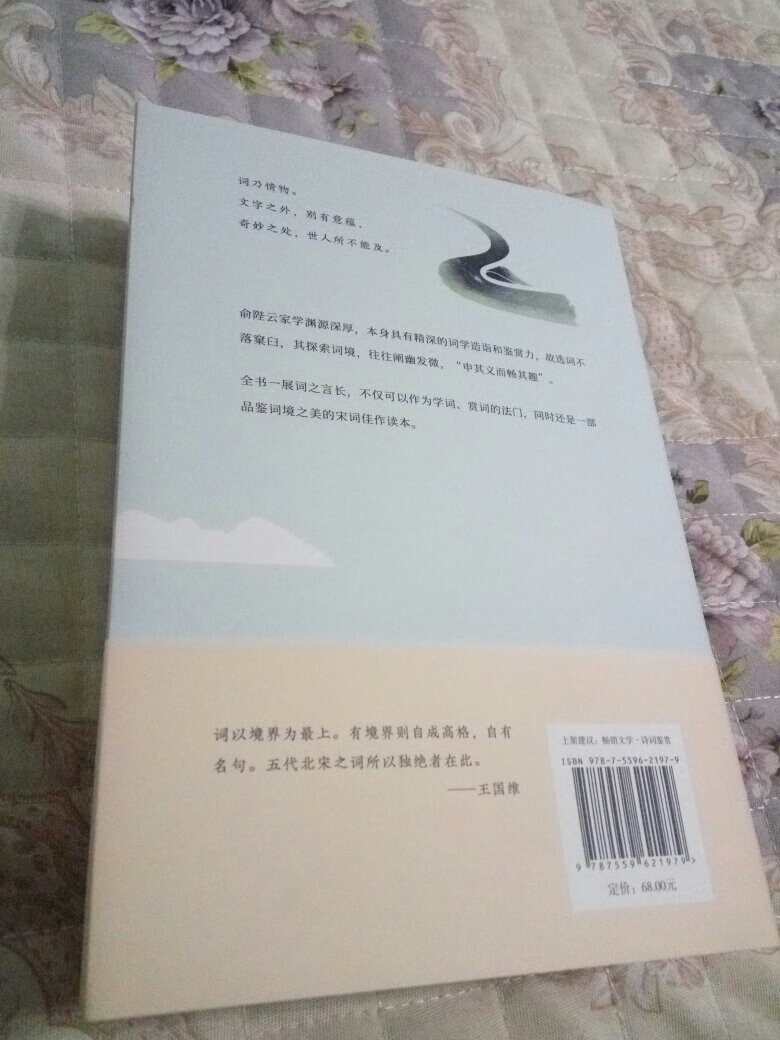 词乃情物。
文字之外，别有意蕴，
奇妙之处，世人所不能及。
俞陛云家学渊源深厚，本身具有精深的词学造诣和鉴赏力，故选词不
落窠臼，其探索词境，往往阐幽发微，“申其义而畅其趣”。
全书一展词之言长，不仅可以作为学词、赏词的法门，同时还是一部
品鉴词境之美的宋词佳作读本。
词以境界为最上。有境界则自成高格，自有
名句。五代北宋之词所以独绝者在此。
——王国维
上架建议：畅销文学·诗词鉴赏
ISBN 978-7-5596-2197-9
9 787559 621979 >
定价：68.00元